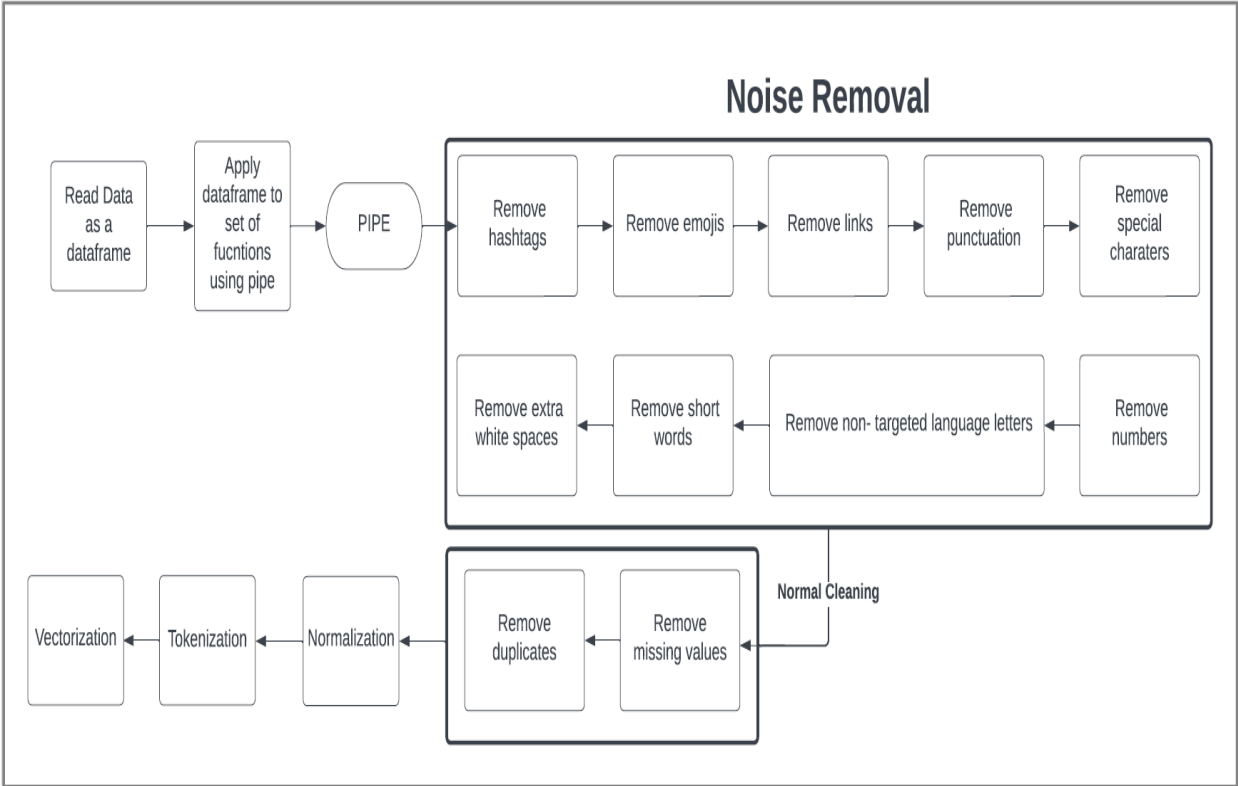 Noise Removal
Read Data
as a
dataframe
Apply
dataframe to
set of
fucntions
using pipe
PIPE
Remove
hashtags
Remove emojis
Remove links
Remove
punctuation
Remove
special
charaters
Remove
numbers
Remove non- targeted language letters
Remove short
words
Remove extra
white spaces
Normal Cleaning
Remove
missing values
Remove
duplicates
Normalization
Tokenization
Vectorization